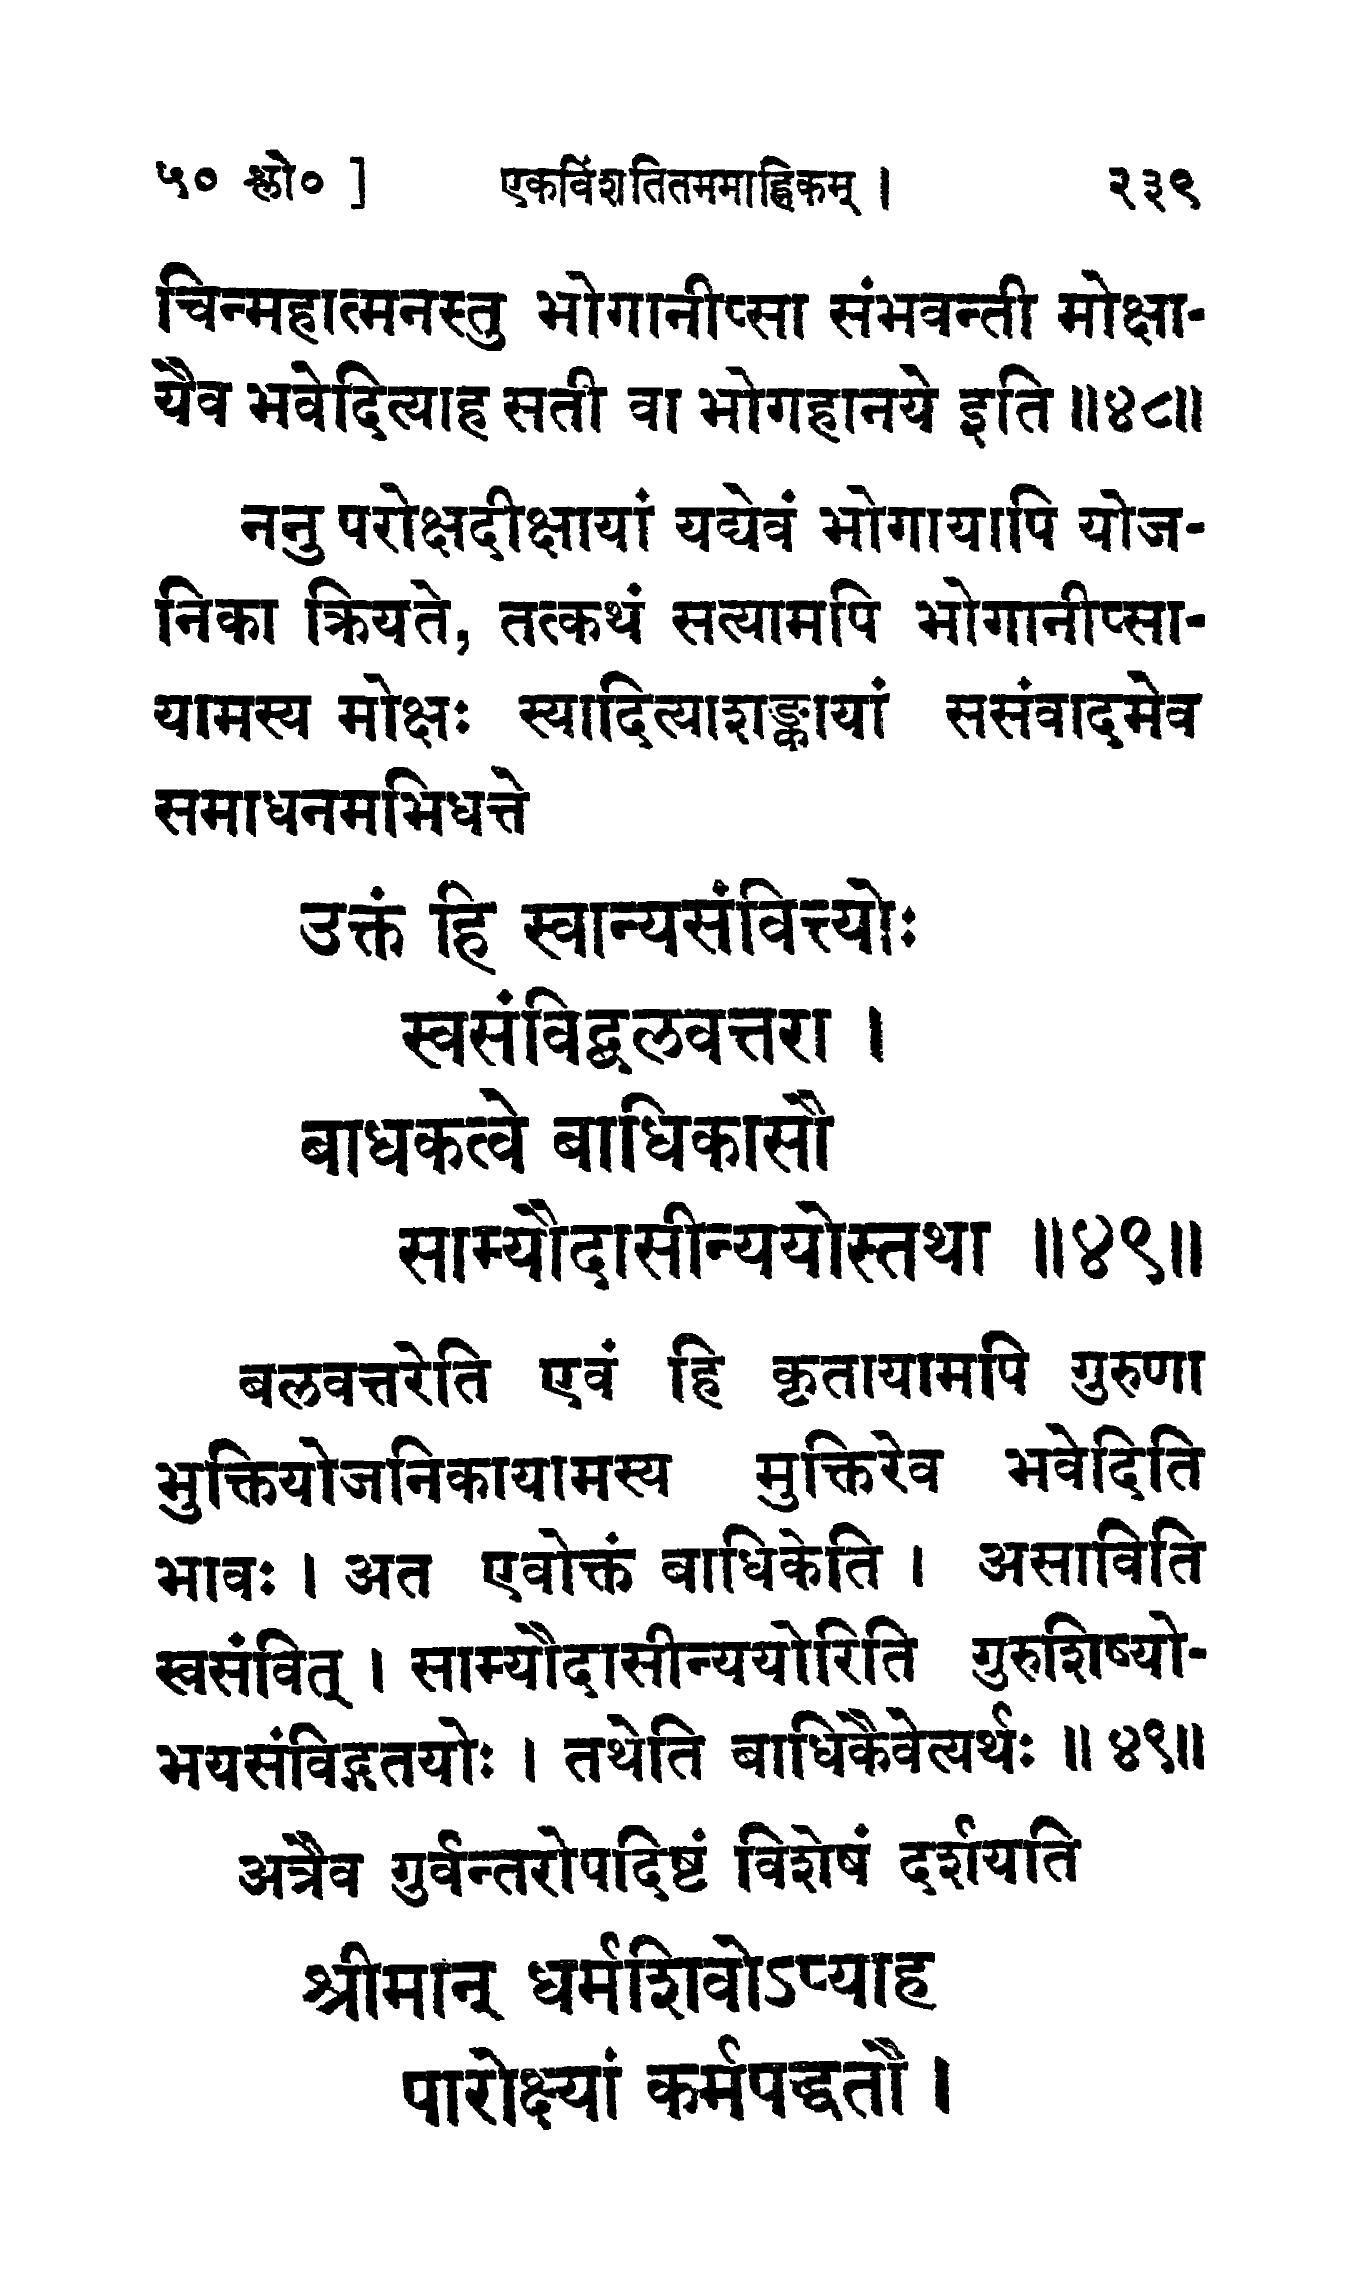 ५० श्लो० ] एकविंशतितममाह्निकम् । २३९
चिन्महात्मनस्तु भोगानीप्सा संभवन्ती मोक्षा-
यैव भवेदित्याह सती वा भोगहानये इति ॥४८॥
ननु परोक्षदीक्षायां यद्येवं भोगायापि योज-
निका क्रियते, तत्कथं सत्यामपि भोगानीप्सा-
यामस्य मोक्षः स्यादित्याशङ्कायां ससंवादमेव
समाधनमभिधत्ते
उक्तं हि स्वान्यसंवित्त्योः
स्वसंविद्बलवत्तरा ।
बाधकत्वे बाधिकासौ
साम्यौदासीन्ययोस्तथा ॥४९॥
बलवत्तरेति एवं हि कृतायामपि गुरुणा
भुक्तियोजनिकायामस्य मुक्तिरेव भवेदिति
भावः । अत एवोक्तं बाधिकेति । असाविति
स्वसंवित् । साम्यौदासीन्ययोरिति गुरुशिष्यो-
भयसंविद्गतयोः । तथेति बाधिकैवेत्यर्थः ॥ ४९॥
अत्रैव गुर्वन्तरोपदिष्टं विशेषं दर्शयति
श्रीमान् धर्मशिवोऽप्याह
पारोक्ष्यां कर्मपद्धतौ ।